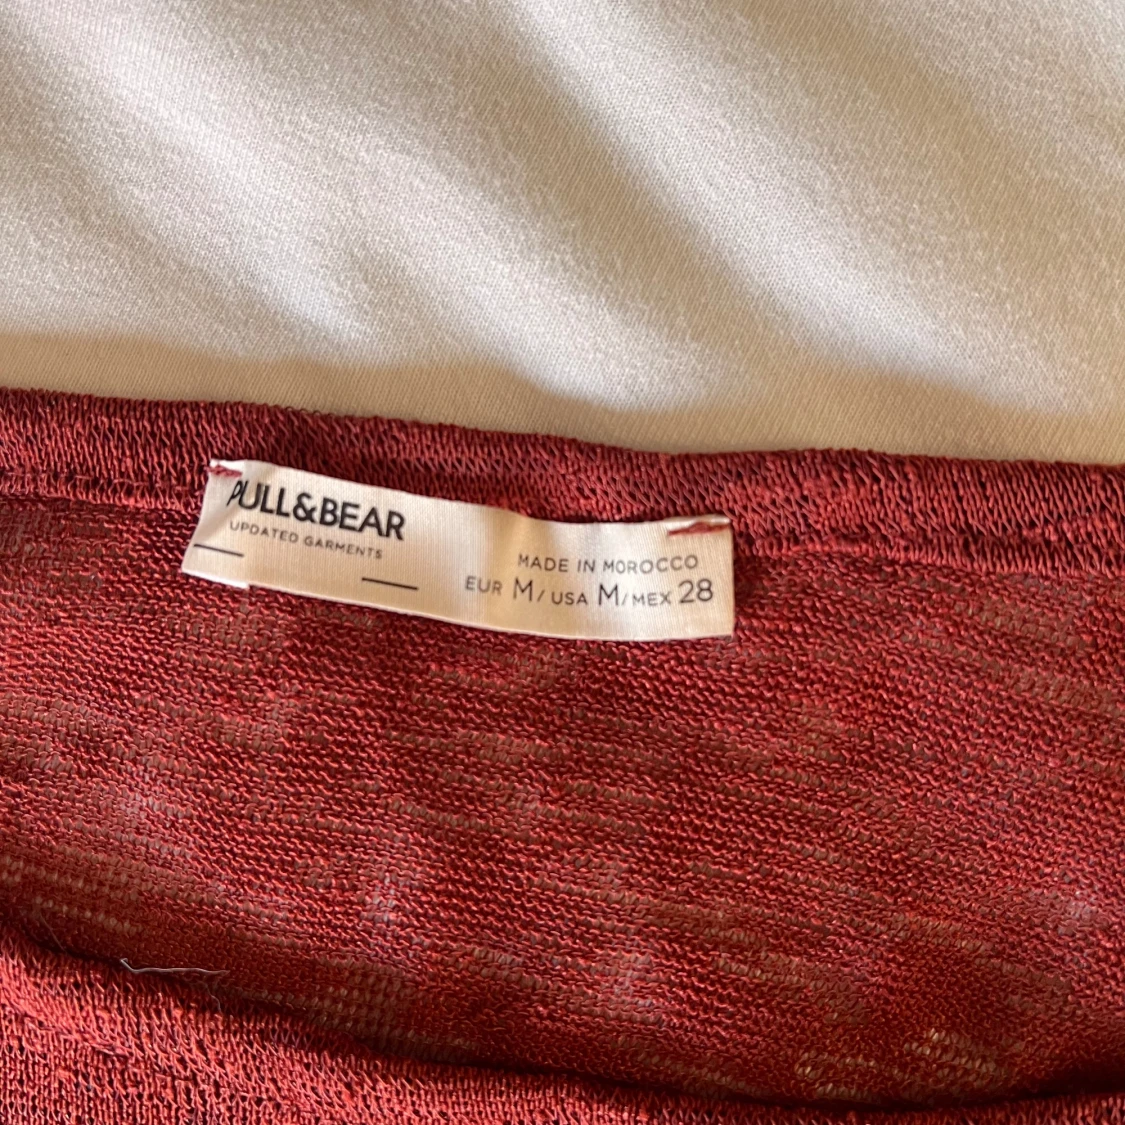 PULL&BEAR
UPDATED GARMENTS
MADE IN MOROCCO
EUR M/USA M/MEX 28